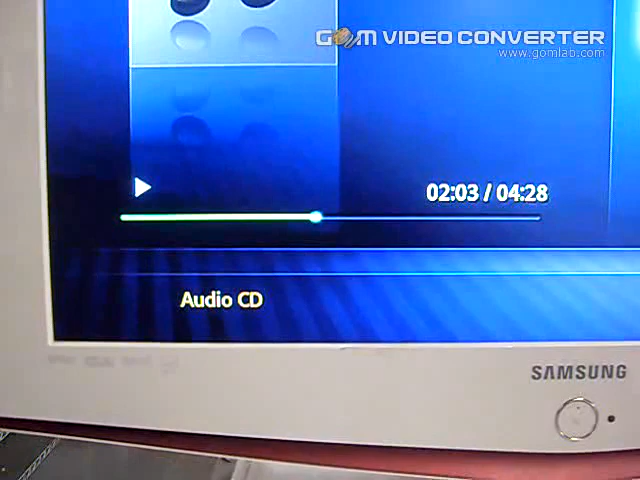 GOM VIDEO CONVERTER
www.gomlab.com
02:03 / 04:28
Audio CD
SAMSUNG